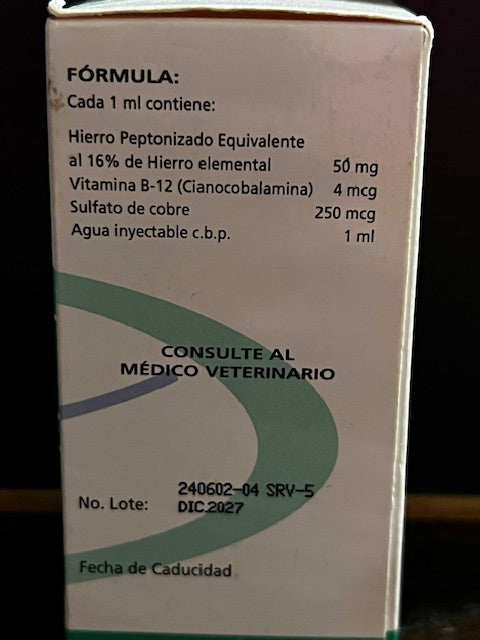 FÓRMULA:
Cada 1 ml contiene:
Hierro Peptonizado Equivalente
al 16% de Hierro elemental 50 mg
Vitamina B-12 (Cianocobalamina) 4 mcg
Sulfato de cobre 250 mcg
Agua inyectable c.b.p. 1 ml
CONSULTE AL
MÉDICO VETERINARIO
240602-04 SRV-5
No. Lote: DIC.2027
Fecha de Caducidad